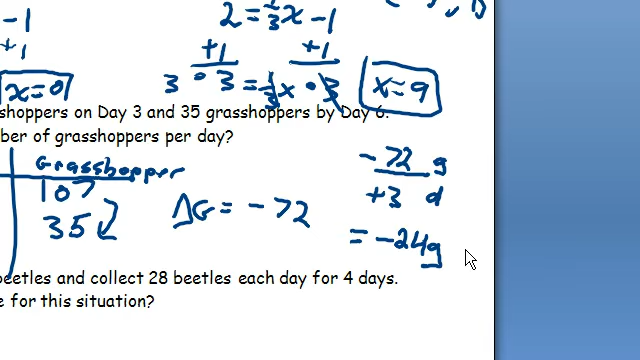 - 1
+1
x=0
2 = 1/3 x - 1
+1 +1
3 · 3 = 1/3 x · 3
x=9
shoppers on Day 3 and 35 grasshoppers by Day 6.
ber of grasshoppers per day?
Grasshopper
107
35
ΔG = -72
-72 g
+3 d
= -24g
beetles and collect 28 beetles each day for 4 days.
e for this situation?